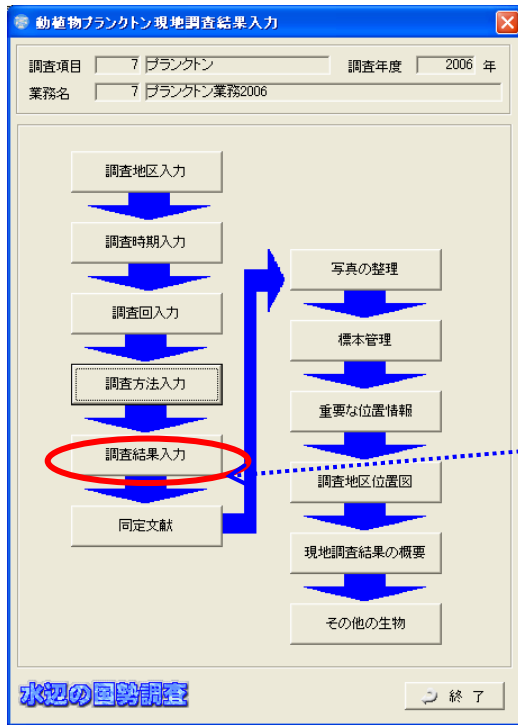 動植物プランクトン現地調査結果入力
調査項目 7 プランクトン 調査年度 2006 年
業務名 7 プランクトン業務2006
調査地区入力
調査時期入力
調査回入力
調査方法入力
調査結果入力
同定文献
写真の整理
標本管理
重要な位置情報
調査地区位置図
現地調査結果の概要
その他の生物
水辺の国勢調査
終 了